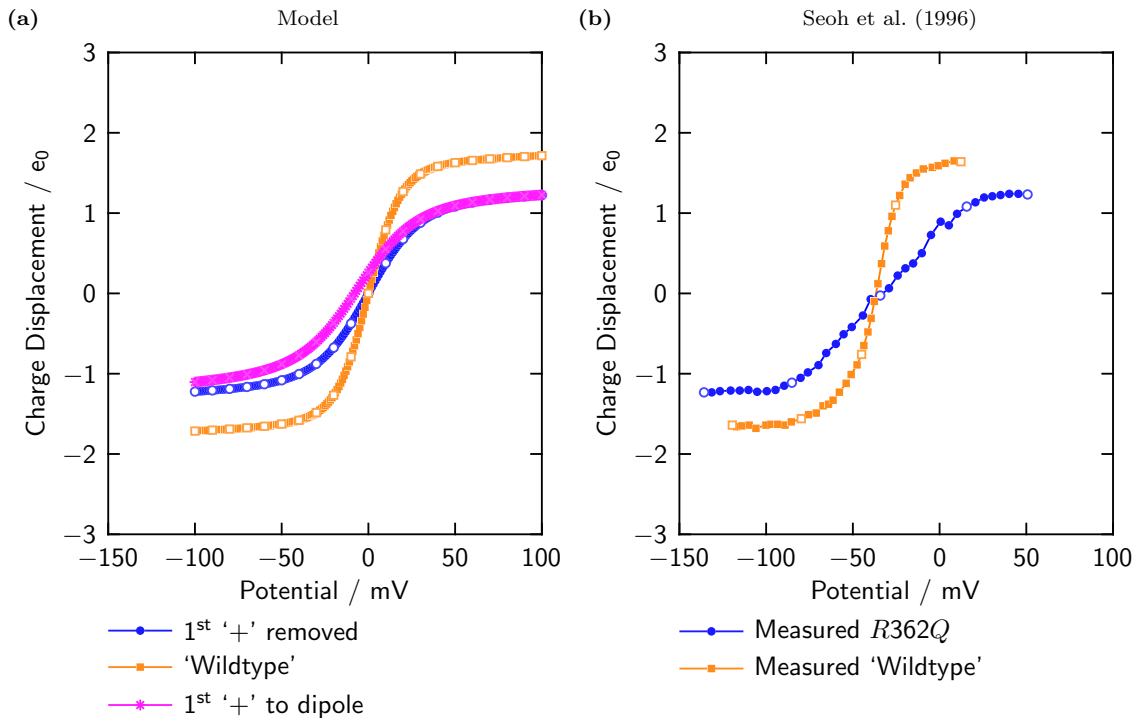 (a) Model
3
2
1
0
−1
−2
−3
Charge Displacement / e0
−150 −100 −50 0 50 100
Potential / mV
1st ‘+’ removed
‘Wildtype’
1st ‘+’ to dipole
(b) Seoh et al. (1996)
3
2
1
0
−1
−2
−3
Charge Displacement / e0
−150 −100 −50 0 50 100
Potential / mV
Measured R362Q
Measured ‘Wildtype’